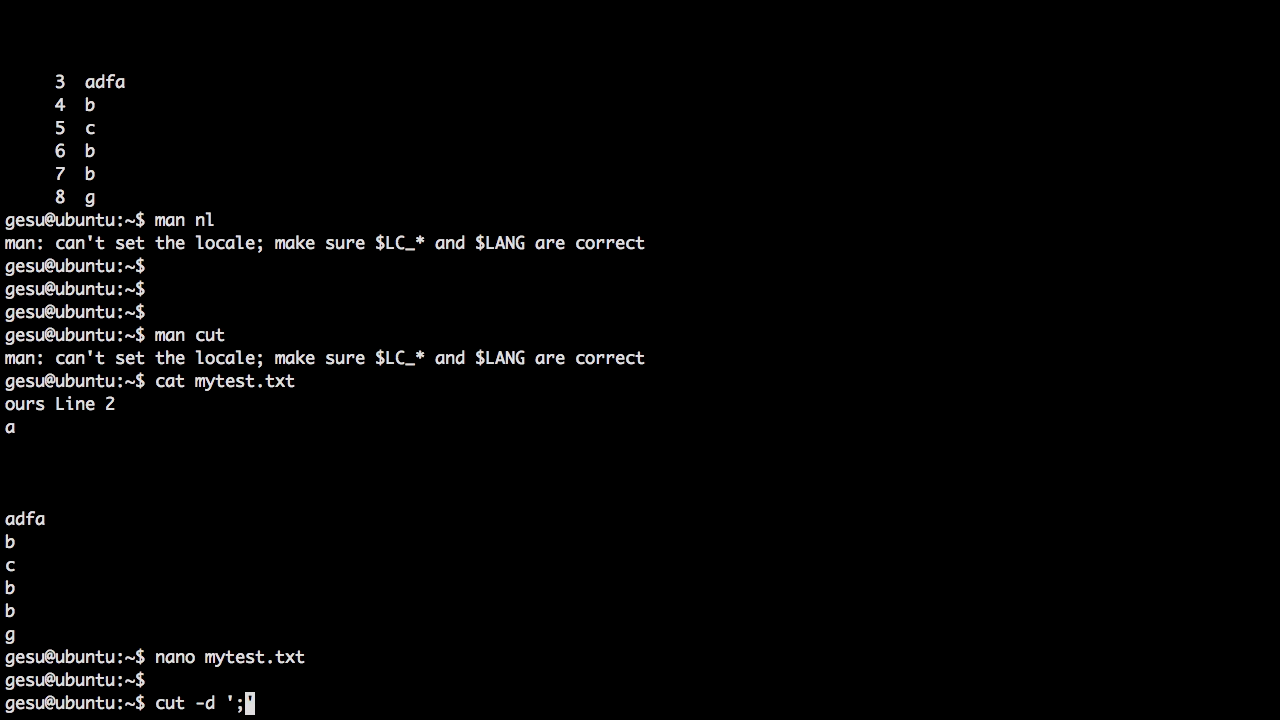 3 adfa
4 b
5 c
6 b
7 b
8 g
gesu@ubuntu:~$ man nl
man: can't set the locale; make sure $LC_* and $LANG are correct
gesu@ubuntu:~$
gesu@ubuntu:~$
gesu@ubuntu:~$
gesu@ubuntu:~$ man cut
man: can't set the locale; make sure $LC_* and $LANG are correct
gesu@ubuntu:~$ cat mytest.txt
ours Line 2
a
adfa
b
c
b
b
g
gesu@ubuntu:~$ nano mytest.txt
gesu@ubuntu:~$
gesu@ubuntu:~$ cut -d ';'